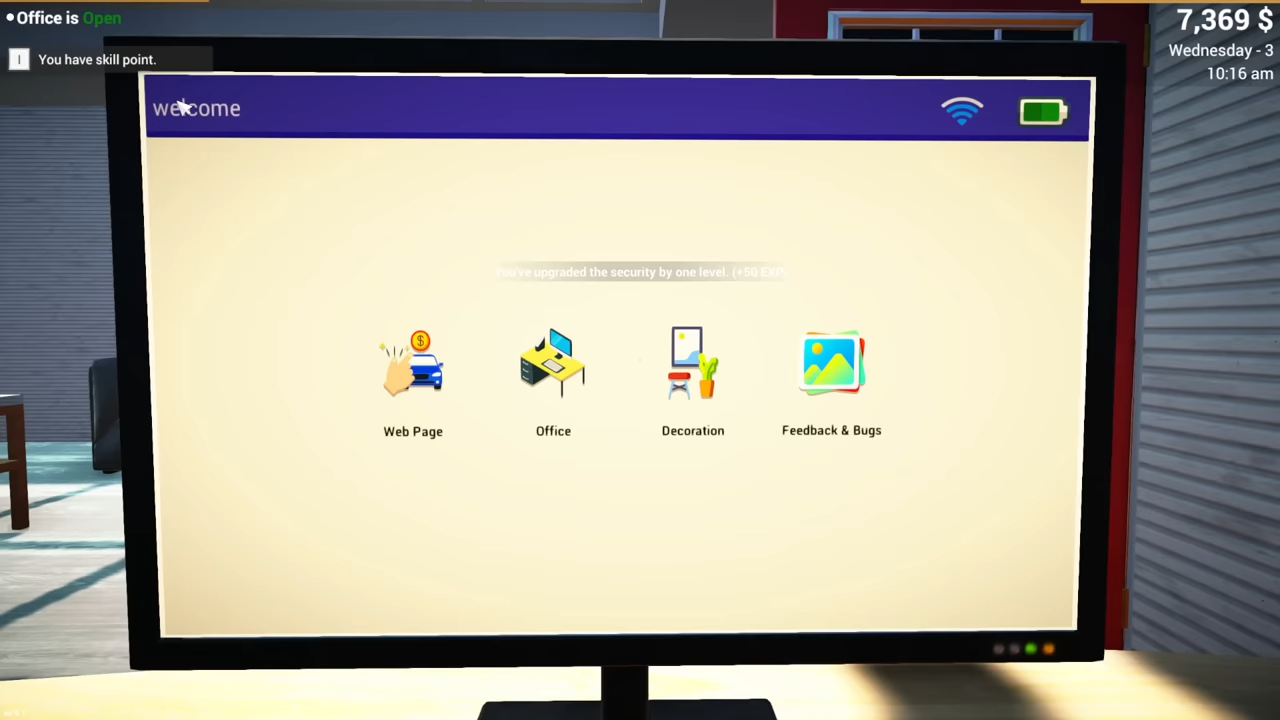 Office is Open
7,369 $
I You have skill point.
Wednesday - 3
10:16 am
welcome
You've upgraded the security by one level. (+50 EXP
Web Page
Office
Decoration
Feedback & Bugs